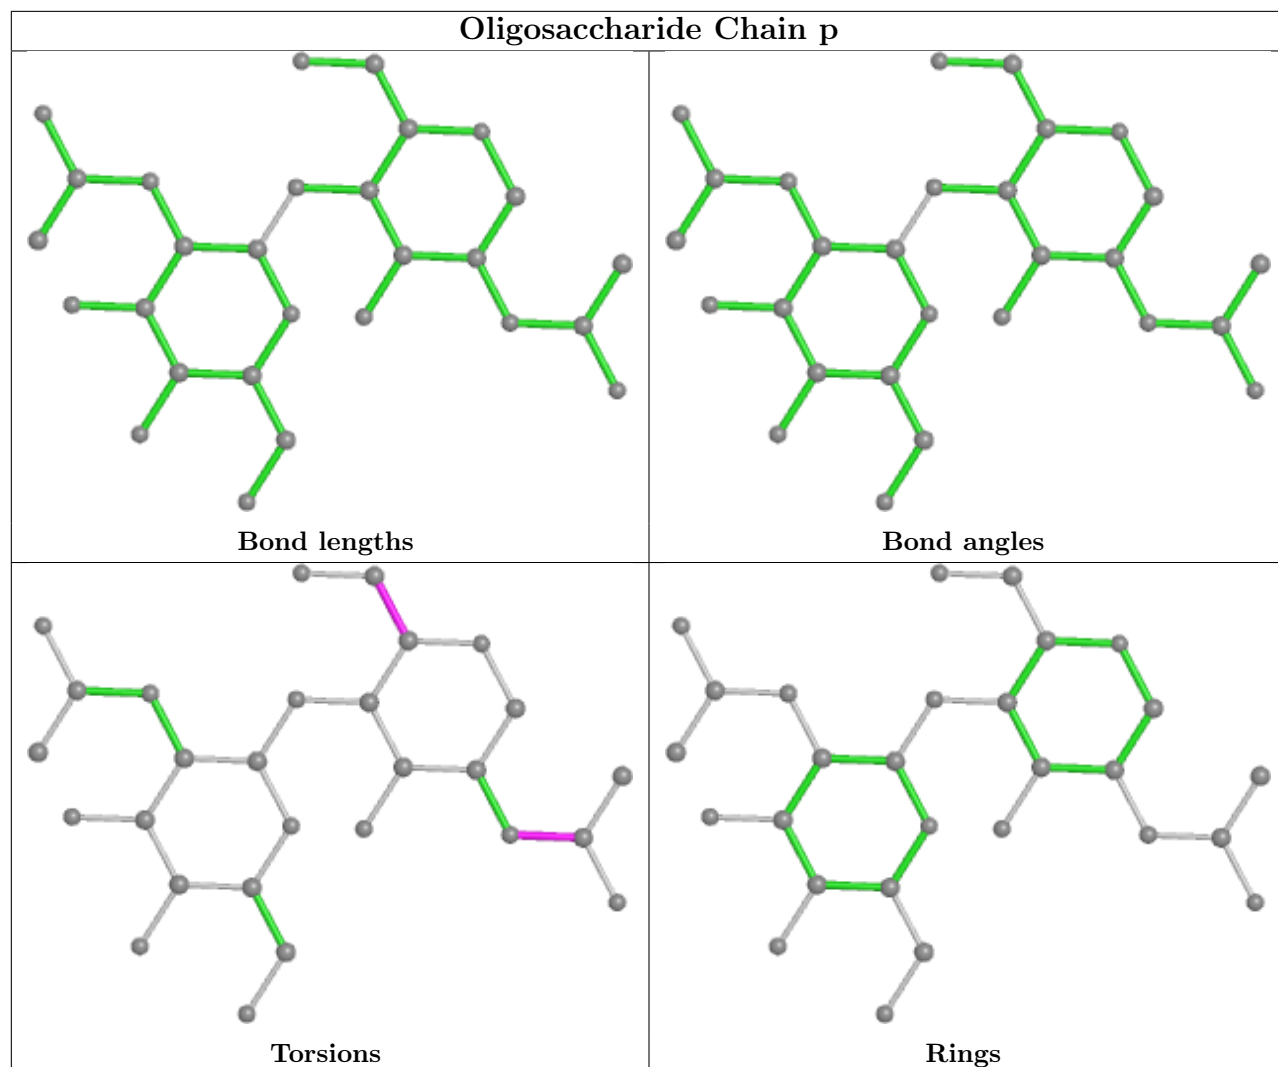 Oligosaccharide Chain p
Bond lengths
Bond angles
Torsions
Rings